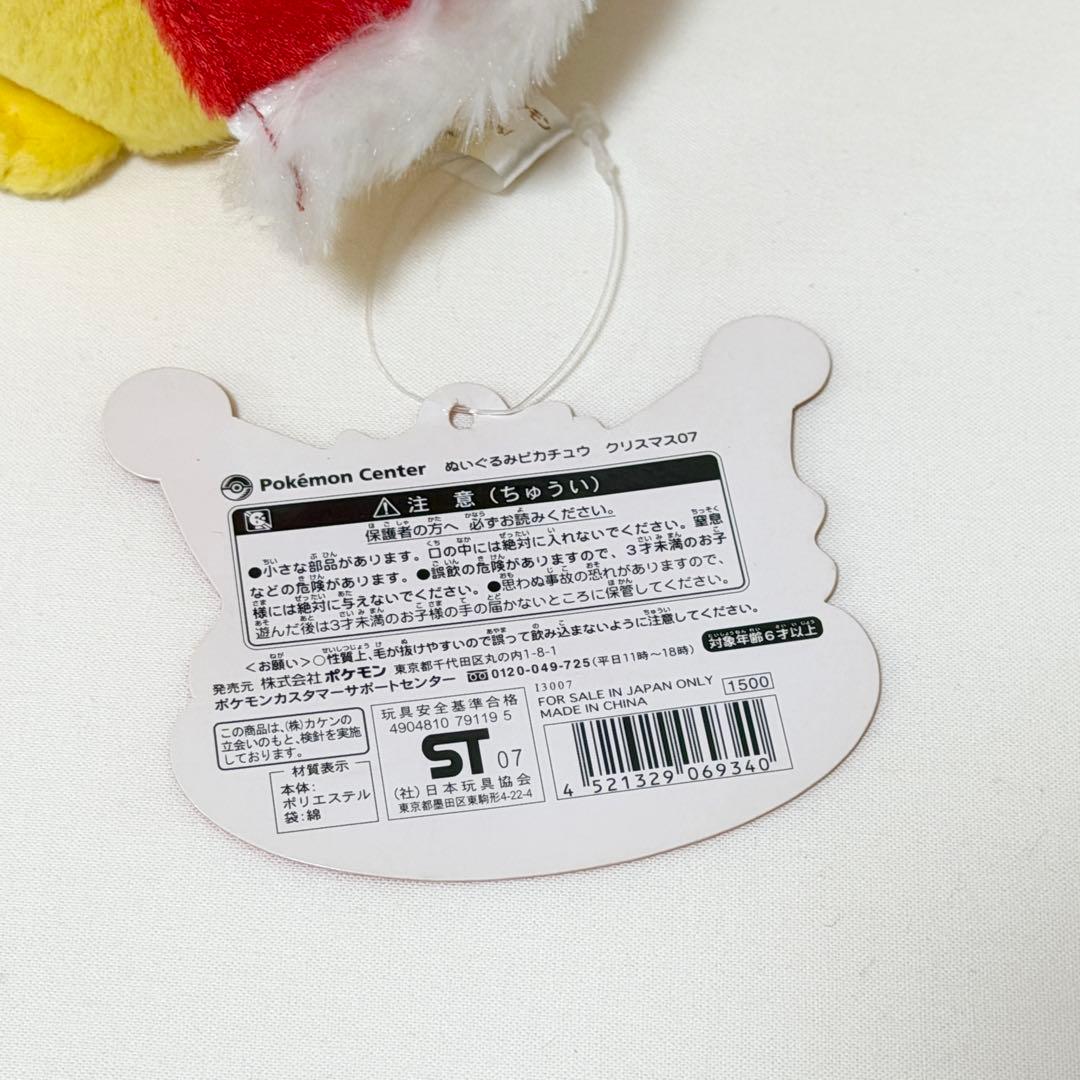 Pokémon Center ぬいぐるみピカチュウ クリスマス07
注 意 (ちゅうい)
保護者の方へ 必ずお読みください。
●小さな部品があります。口の中には絶対に入れないでください。窒息
などの危険があります。●誤飲の危険がありますので、3才未満のお子
様には絶対に与えないでください。●思わぬ事故の恐れがありますので、
遊んだ後は3才未満のお子様の手の届かないところに保管してください。
<お願い>○性質上、毛が抜けやすいので誤って飲み込まないように注意してください。
対象年齢6才以上
発売元 株式会社ポケモン 東京都千代田区丸の内1-8-1
ポケモンカスタマーサポートセンター 0120-049-725(平日11時〜18時)
この商品は、(株)カケンの
立会いのもと、検針を実施
しております。
材質表示
本体:
ポリエステル
袋:綿
玩具安全基準合格
4904810 79119 5
ST 07
(社)日本玩具協会
東京都墨田区東駒形4-22-4
I3007
FOR SALE IN JAPAN ONLY 1500
MADE IN CHINA
4 521329 069340